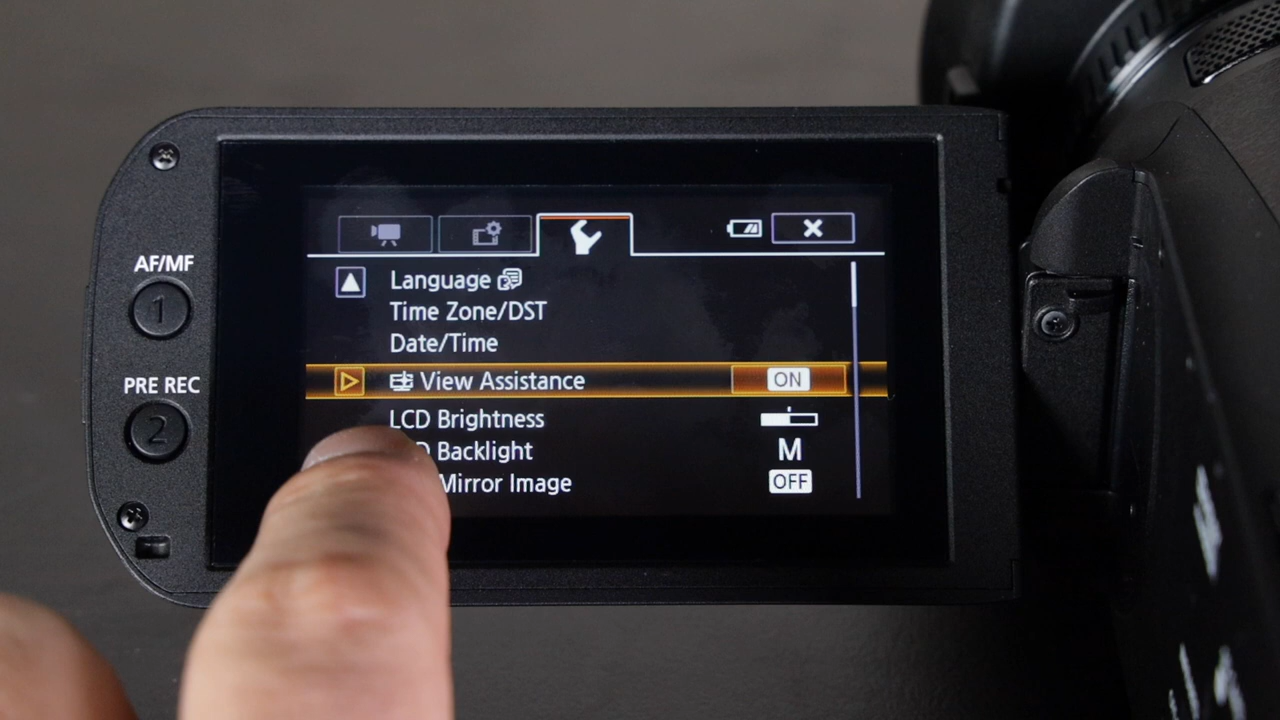 AF/MF
1
PRE REC
2
Language
Time Zone/DST
Date/Time
View Assistance ON
LCD Brightness
D Backlight M
Mirror Image OFF